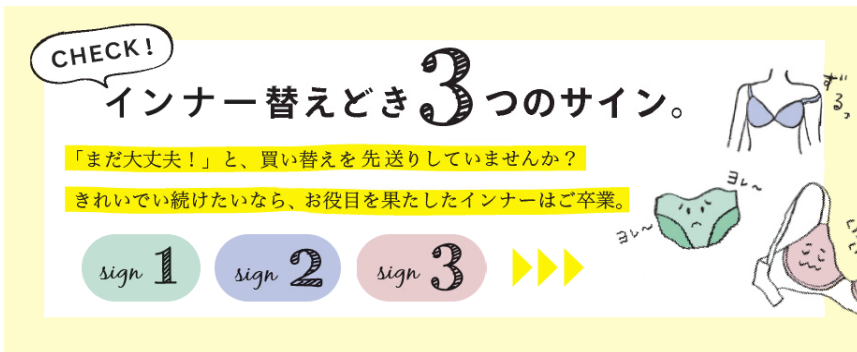 CHECK!
インナー替えどき3つのサイン。
「まだ大丈夫！」と、買い替えを先送りしていませんか？
きれいでい続けたいなら、お役目を果たしたインナーはご卒業。
sign 1
sign 2
sign 3
ずる。
ヨレ〜
ヨレ〜